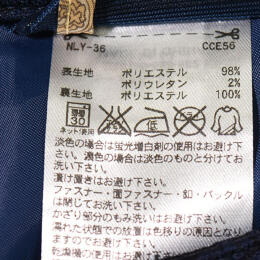 NLY-36 CCE56
表生地 ポリエステル 98%
ポリウレタン 2%
裏生地 ポリエステル 100%
30
ネット使用
淡色の場合は蛍光増白剤の使用はお避け下
さい。濃色の場合は淡色のものと分けてお
洗い下さい。
漬け置きはお避け下さい。
ファスナー・面ファスナー・釦・バックル
は閉じてお洗い下さい。
かざり部分のもみ洗いはお避け下さい。
濡れた状態での放置は色移りの原因となり
ますのでお避け下さい。